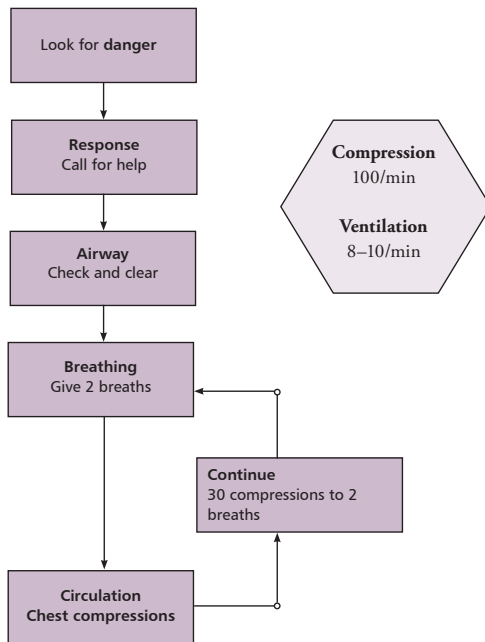 Look for danger
Response
Call for help
Airway
Check and clear
Breathing
Give 2 breaths
Continue
30 compressions to 2
breaths
Circulation
Chest compressions
Compression
100/min
Ventilation
8–10/min